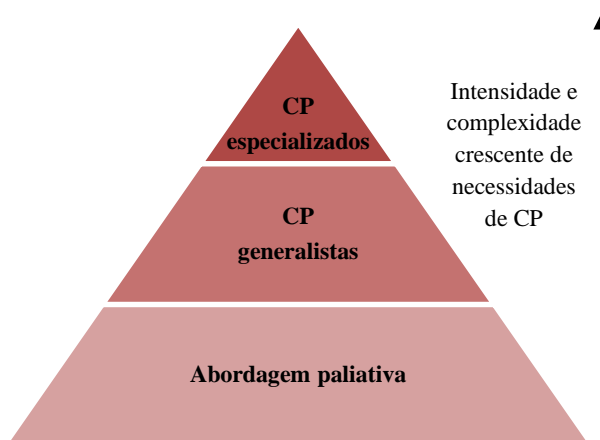 CP
especializados
Intensidade e
complexidade
crescente de
necessidades
de CP
CP
generalistas
Abordagem paliativa